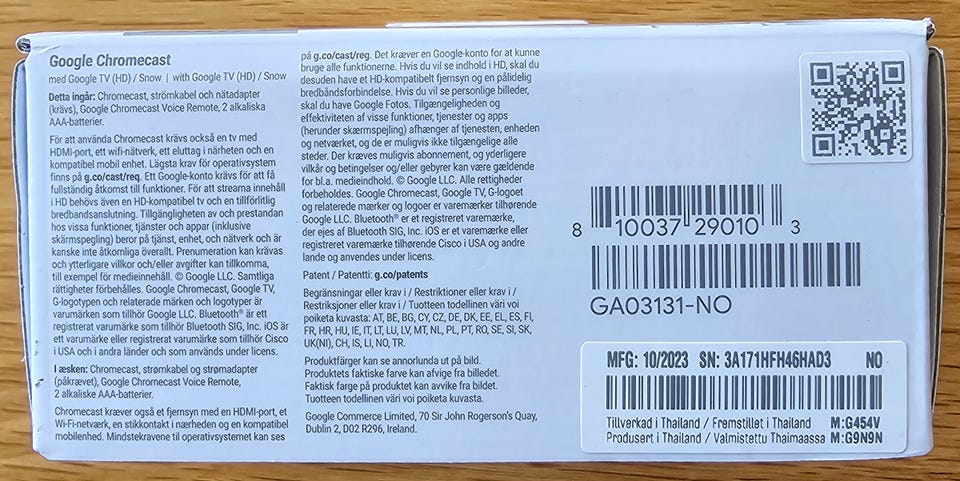 Google Chromecast
med Google TV (HD) / Snow | with Google TV (HD) / Snow
Detta ingår: Chromecast, strömkabel och nätadapter
(krävs), Google Chromecast Voice Remote, 2 alkaliska
AAA-batterier.
För att använda Chromecast krävs också en tv med
HDMI-port, ett wifi-nätverk, ett eluttag i närheten och en
kompatibel mobil enhet. Lägsta krav för operativsystem
finns på g.co/cast/req. Ett Google-konto krävs för att få
fullständig åtkomst till funktioner. För att streama innehåll
i HD behövs även en HD-kompatibel tv och en tillförlitlig
bredbandsanslutning. Tillgängligheten av och prestandan
hos vissa funktioner, tjänster och appar (inklusive
skärmspegling) beror på tjänst, enhet, och nätverk och är
kanske inte åtkomliga överallt. Prenumeration kan krävas
och ytterligare villkor och/eller avgifter kan tillkomma,
till exempel för medieinnehåll. © Google LLC. Samtliga
rättigheter förbehålles. Google Chromecast, Google TV,
G-logotypen och relaterade märken och logotyper är
varumärken som tillhör Google LLC. Bluetooth® är ett
registrerat varumärke som tillhör Bluetooth SIG, Inc. iOS är
ett varumärke eller registrerat varumärke som tillhör Cisco
i USA och i andra länder och som används under licens.
I æsken: Chromecast, strømkabel og strømadapter
(påkrævet), Google Chromecast Voice Remote,
2 alkaliske AAA-batterier.
Chromecast kræver også et fjernsyn med en HDMI-port, et
Wi-Fi-netværk, en stikkontakt i nærheden og en kompatibel
mobilenhed. Mindstekravene til operativsystemet kan ses
på g.co/cast/req. Det kræver en Google-konto for at kunne
bruge alle funktionerne. Hvis du vil se indhold i HD, skal du
desuden have et HD-kompatibelt fjernsyn og en pålidelig
bredbåndsforbindelse. Hvis du vil se personlige billeder,
skal du have Google Fotos. Tilgængeligheden og
effektiviteten af visse funktioner, tjenester og apps
(herunder skærmspejling) afhænger af tjenesten, enheden
og netværket, og de er muligvis ikke tilgængelige alle
steder. Der kræves muligvis abonnement, og yderligere
vilkår og betingelser og/eller gebyrer kan være gældende
for bl.a. medieindhold. © Google LLC. Alle rettigheder
forbeholdes. Google Chromecast, Google TV, G-logoet
og relaterede mærker og logoer er varemærker tilhørende
Google LLC. Bluetooth® er et registreret varemærke,
der ejes af Bluetooth SIG, Inc. iOS er et varemærke eller
registreret varemærke tilhørende Cisco i USA og andre
lande og anvendes under licens.
Patent / Patentti: g.co/patents
Begränsningar eller krav i / Restriktioner eller krav i /
Restriksjoner eller krav i / Tuotteen todellinen väri voi
poiketa kuvasta: AT, BE, BG, CY, CZ, DE, DK, EE, EL, ES, FI,
FR, HR, HU, IE, IT, LT, LU, LV, MT, NL, PL, PT, RO, SE, SI, SK,
UK(NI), CH, IS, LI, NO, TR.
Produktfärger kan se annorlunda ut på bild.
Produktets faktiske farve kan afvige fra billedet.
Faktisk farge på produktet kan avvike fra bildet.
Tuotteen todellinen väri voi poiketa kuvasta.
Google Commerce Limited, 70 Sir John Rogerson's Quay,
Dublin 2, D02 R296, Ireland.
8 10037 29010 3
GA03131-NO
MFG: 10/2023 SN: 3A171HFH46HAD3 NO
Tillverkad i Thailand / Fremstillet i Thailand M:G454V
Produsert i Thailand / Valmistettu Thaimaassa M:G9N9N